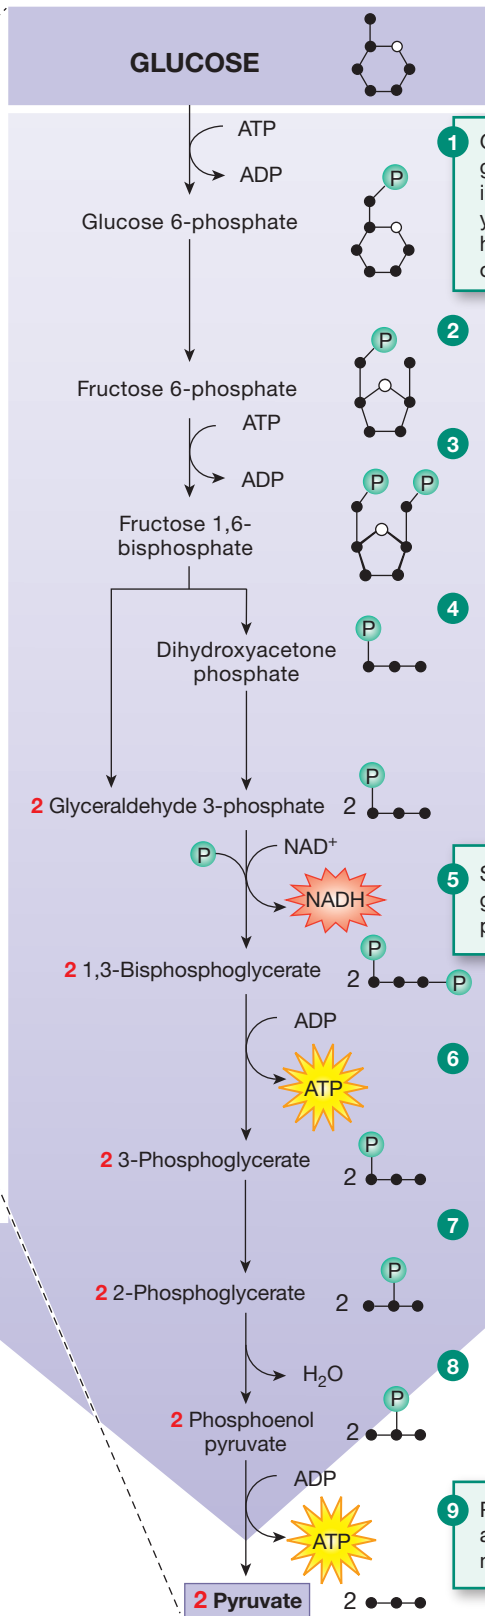 GLUCOSE
ATP
ADP
1
P
Glucose 6-phosphate
2
P
Fructose 6-phosphate
ATP
ADP
3
P P
Fructose 1,6-
bisphosphate
4
P
Dihydroxyacetone
phosphate
P
2 Glyceraldehyde 3-phosphate 2
P
NAD⁺
NADH
5
P
2 1,3-Bisphosphoglycerate 2 P
ADP
ATP
6
P
2 3-Phosphoglycerate 2
7
P
2 2-Phosphoglycerate 2
H₂O
8
P
2 Phosphoenol
pyruvate 2
ADP
ATP
9
2 Pyruvate 2